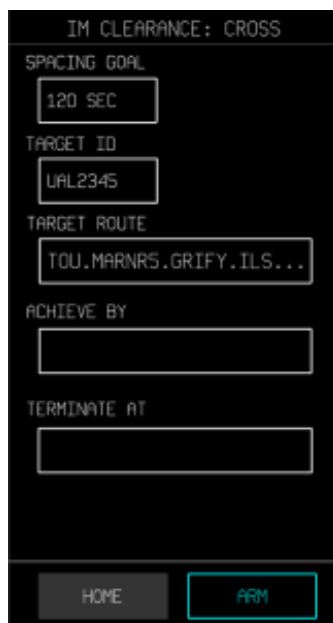 IM CLEARANCE: CROSS
SPACING GOAL
120 SEC
TARGET ID
UAL2345
TARGET ROUTE
TOU.MARNR5.GRIFY.ILS...
ACHIEVE BY
TERMINATE AT
HOME ARM